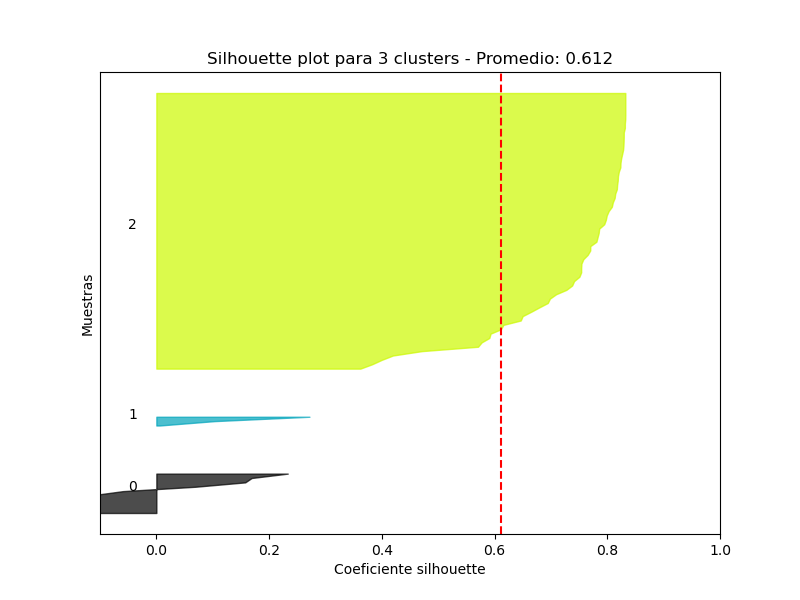 Silhouette plot para 3 clusters - Promedio: 0.612
Muestras
2
1
0
0.0 0.2 0.4 0.6 0.8 1.0
Coeficiente silhouette